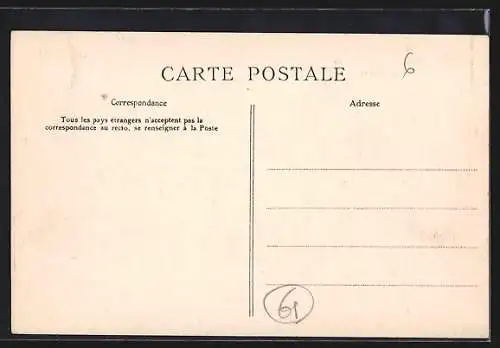 CARTE POSTALE
6
Correspondance
Tous les pays étrangers n'acceptent pas la
correspondance au recto, se renseigner à la Poste
Adresse
61